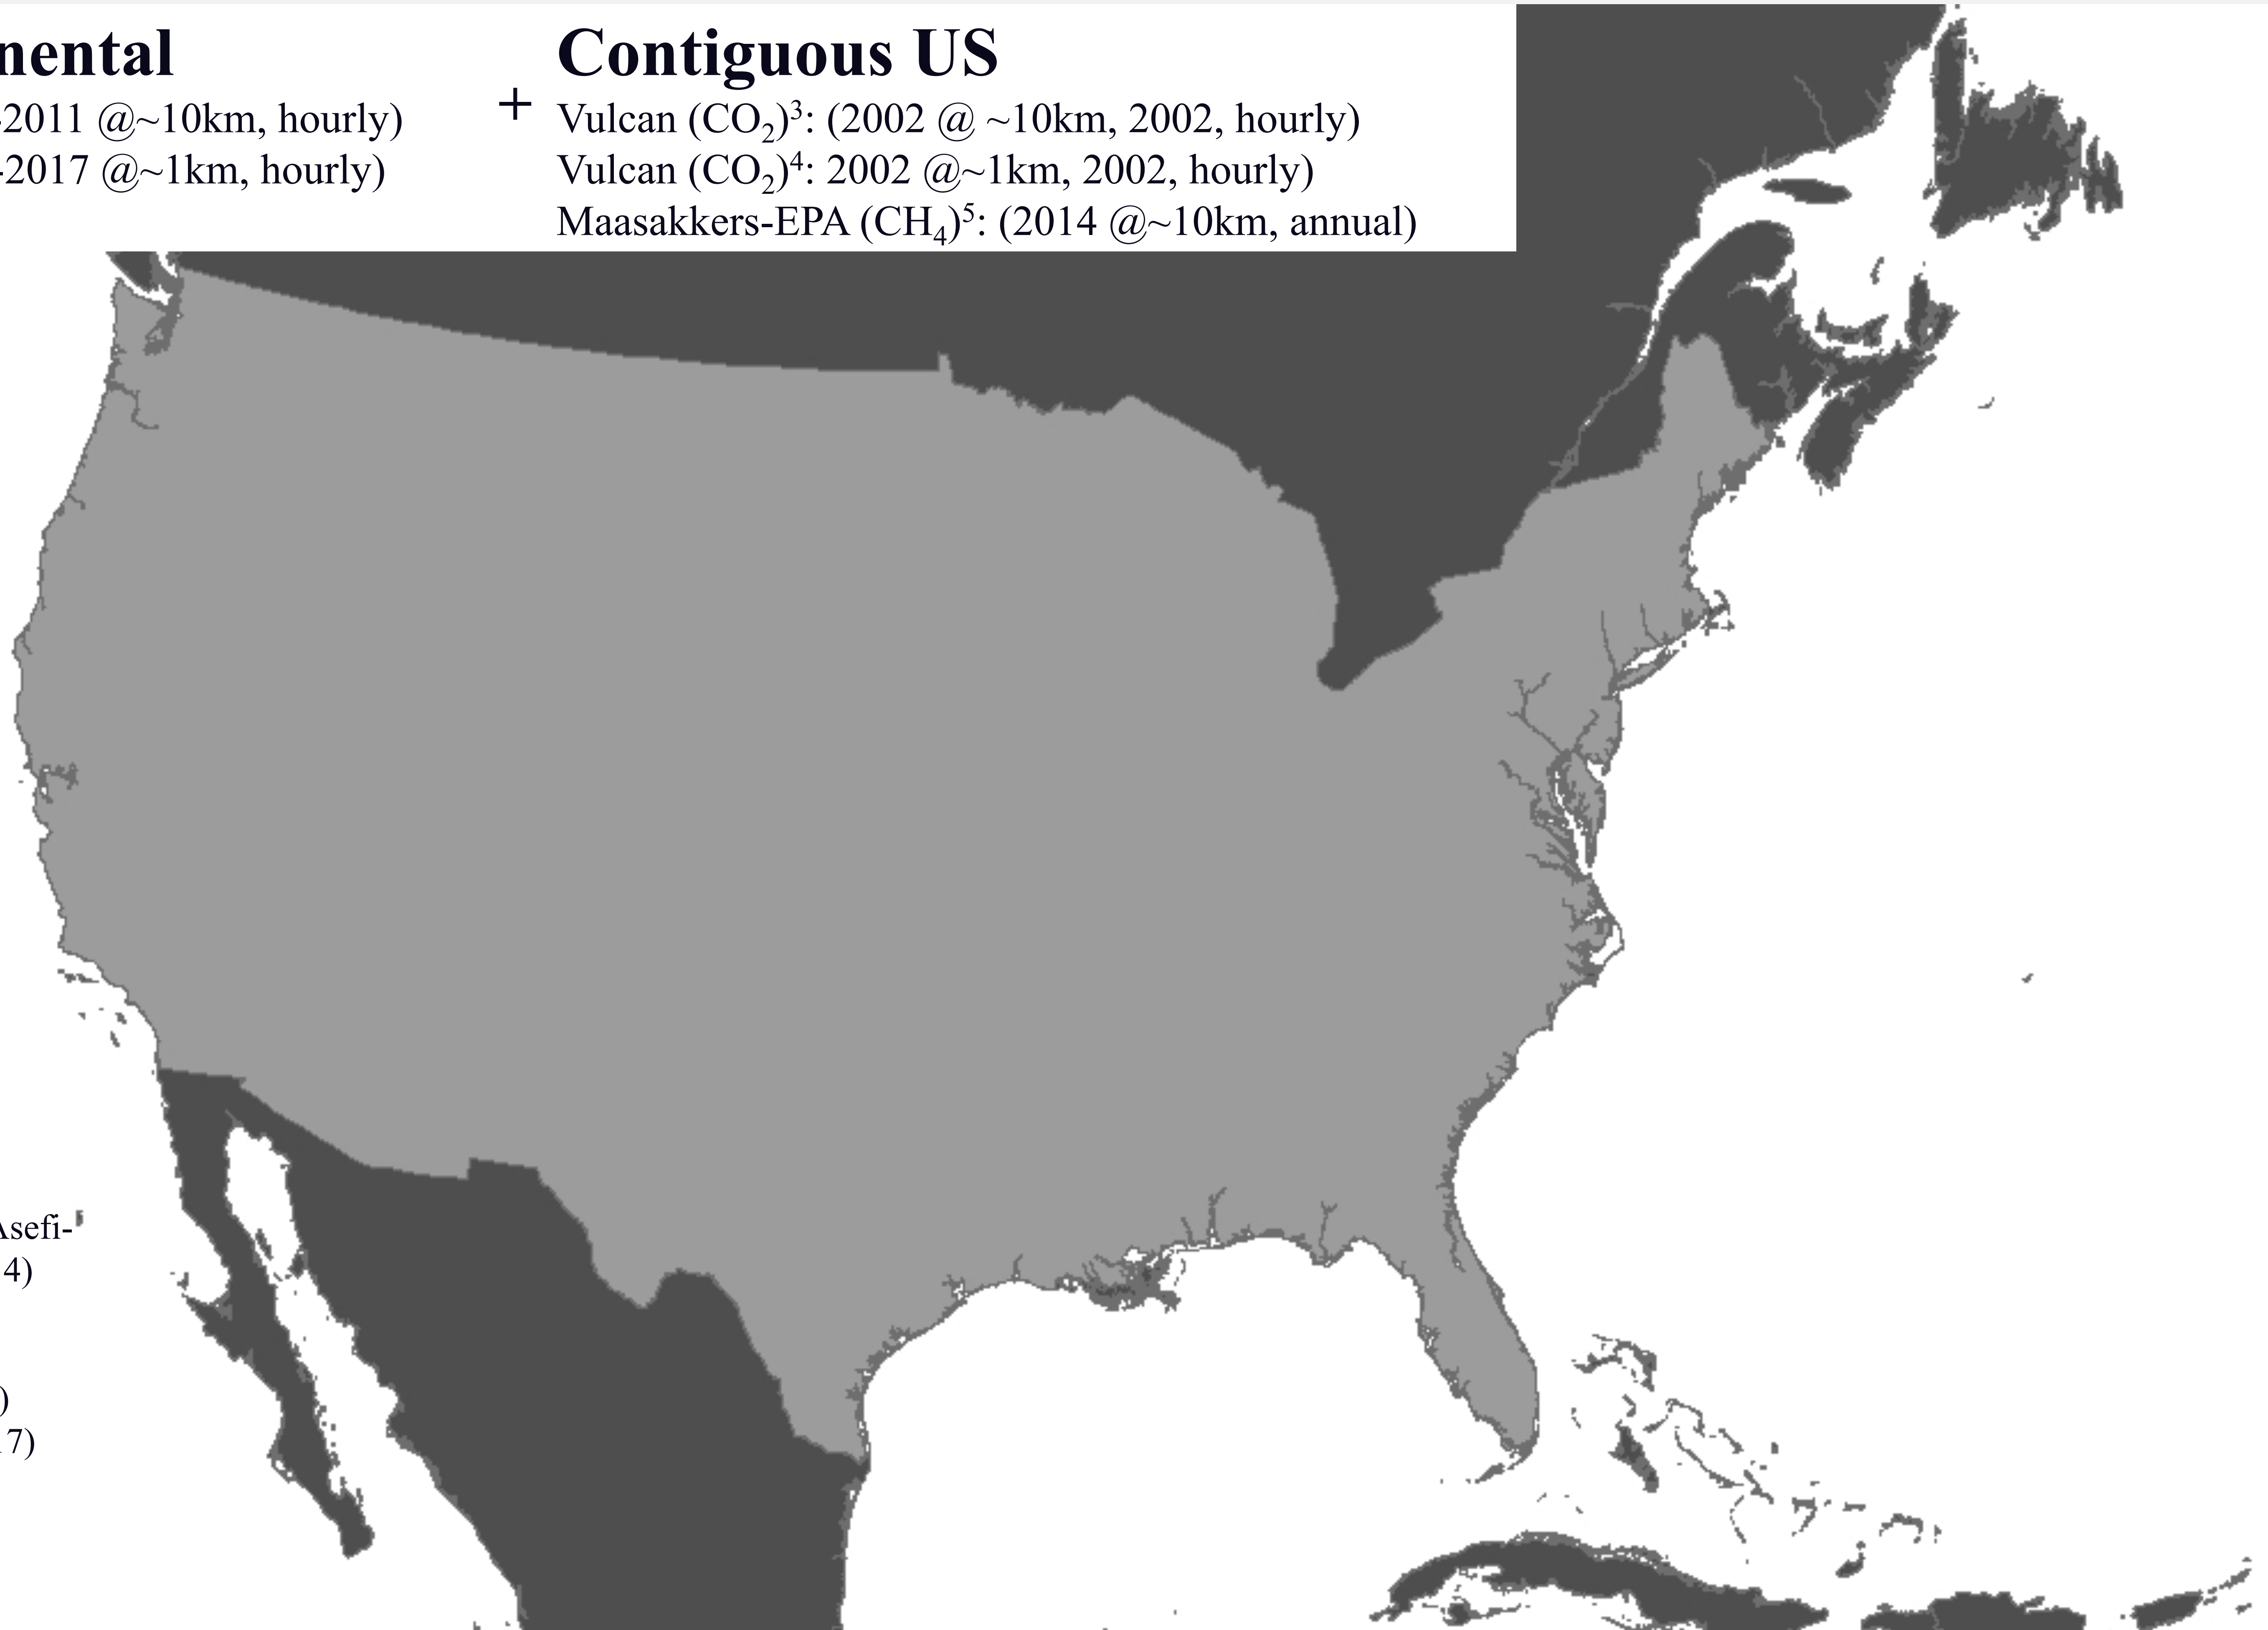 nental
-2011 @~10km, hourly)
-2017 @~1km, hourly)
+
Contiguous US
Vulcan (CO₂)³: (2002 @ ~10km, 2002, hourly)
Vulcan (CO₂)⁴: 2002 @~1km, 2002, hourly)
Maasakkers-EPA (CH₄)⁵: (2014 @~10km, annual)
Asefi-
4)
)
17)